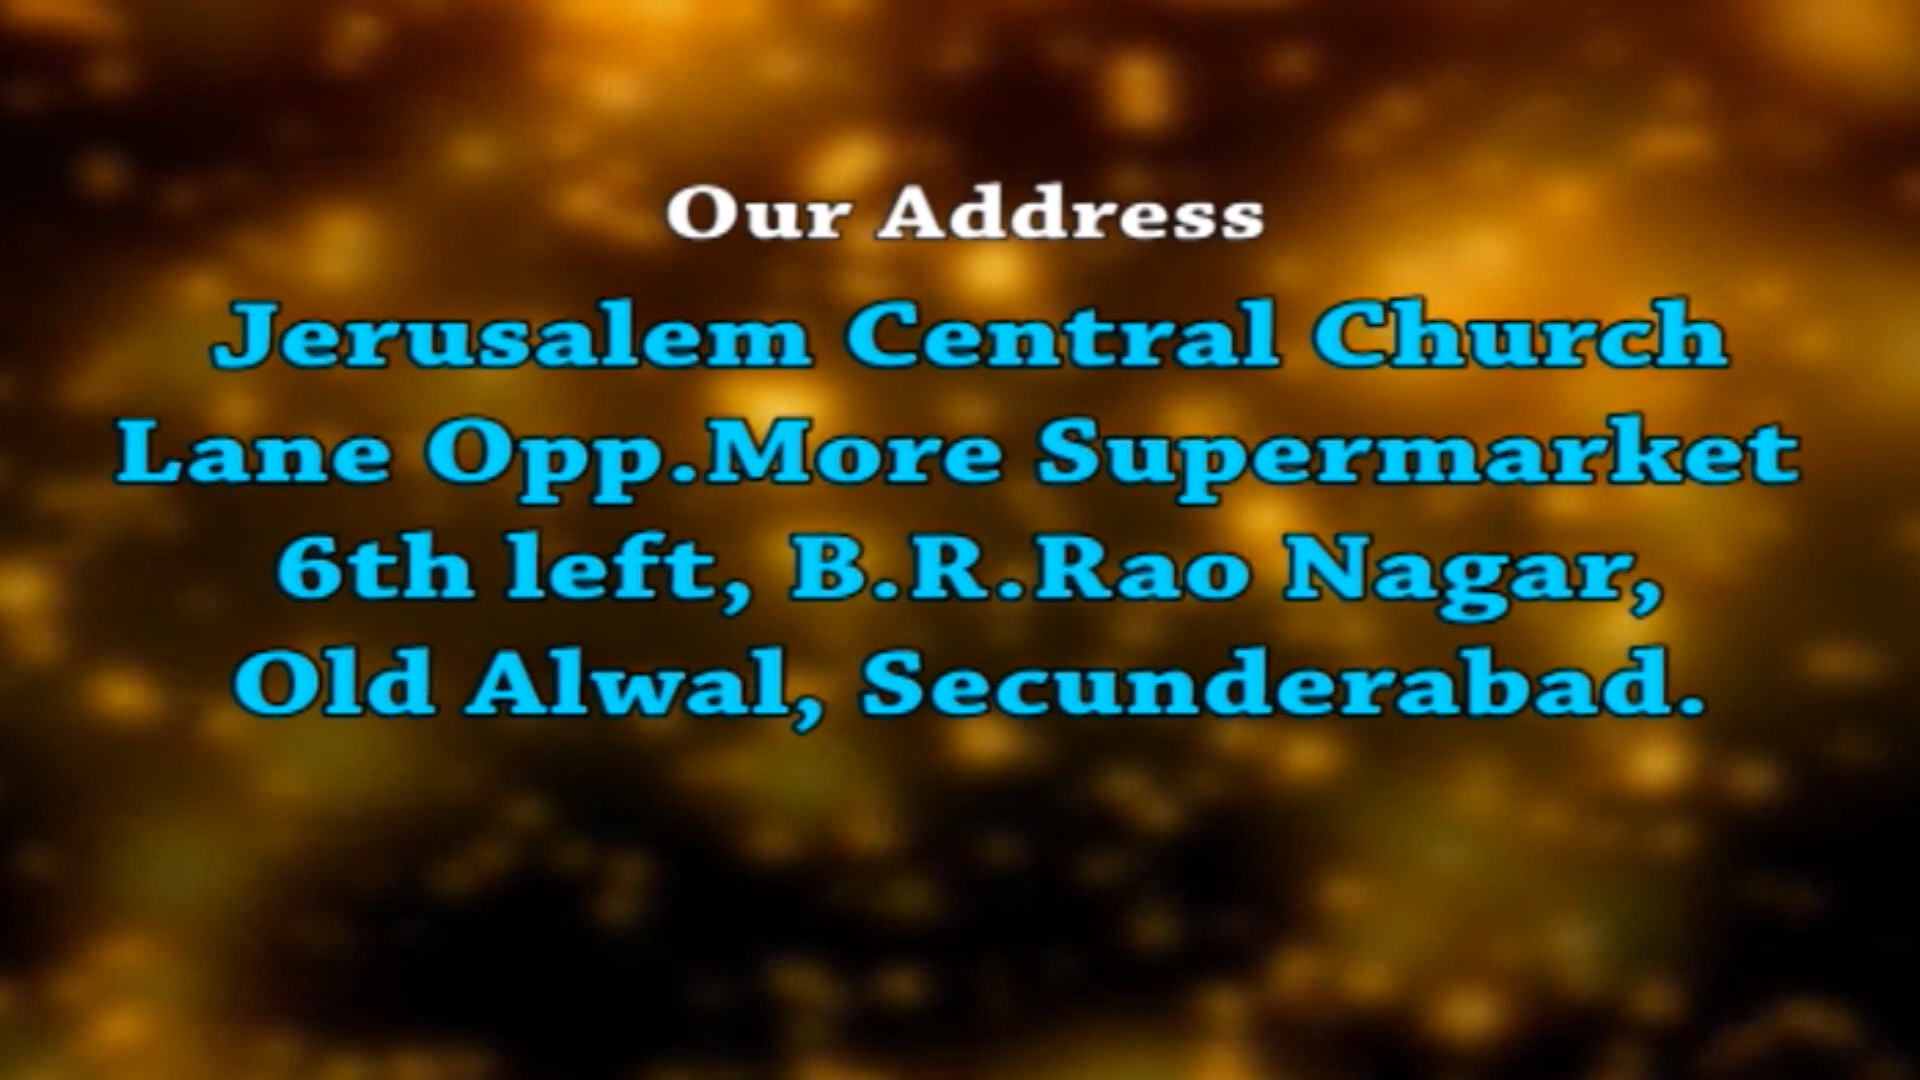 Our Address
Jerusalem Central Church
Lane Opp.More Supermarket
6th left, B.R.Rao Nagar,
Old Alwal, Secunderabad.